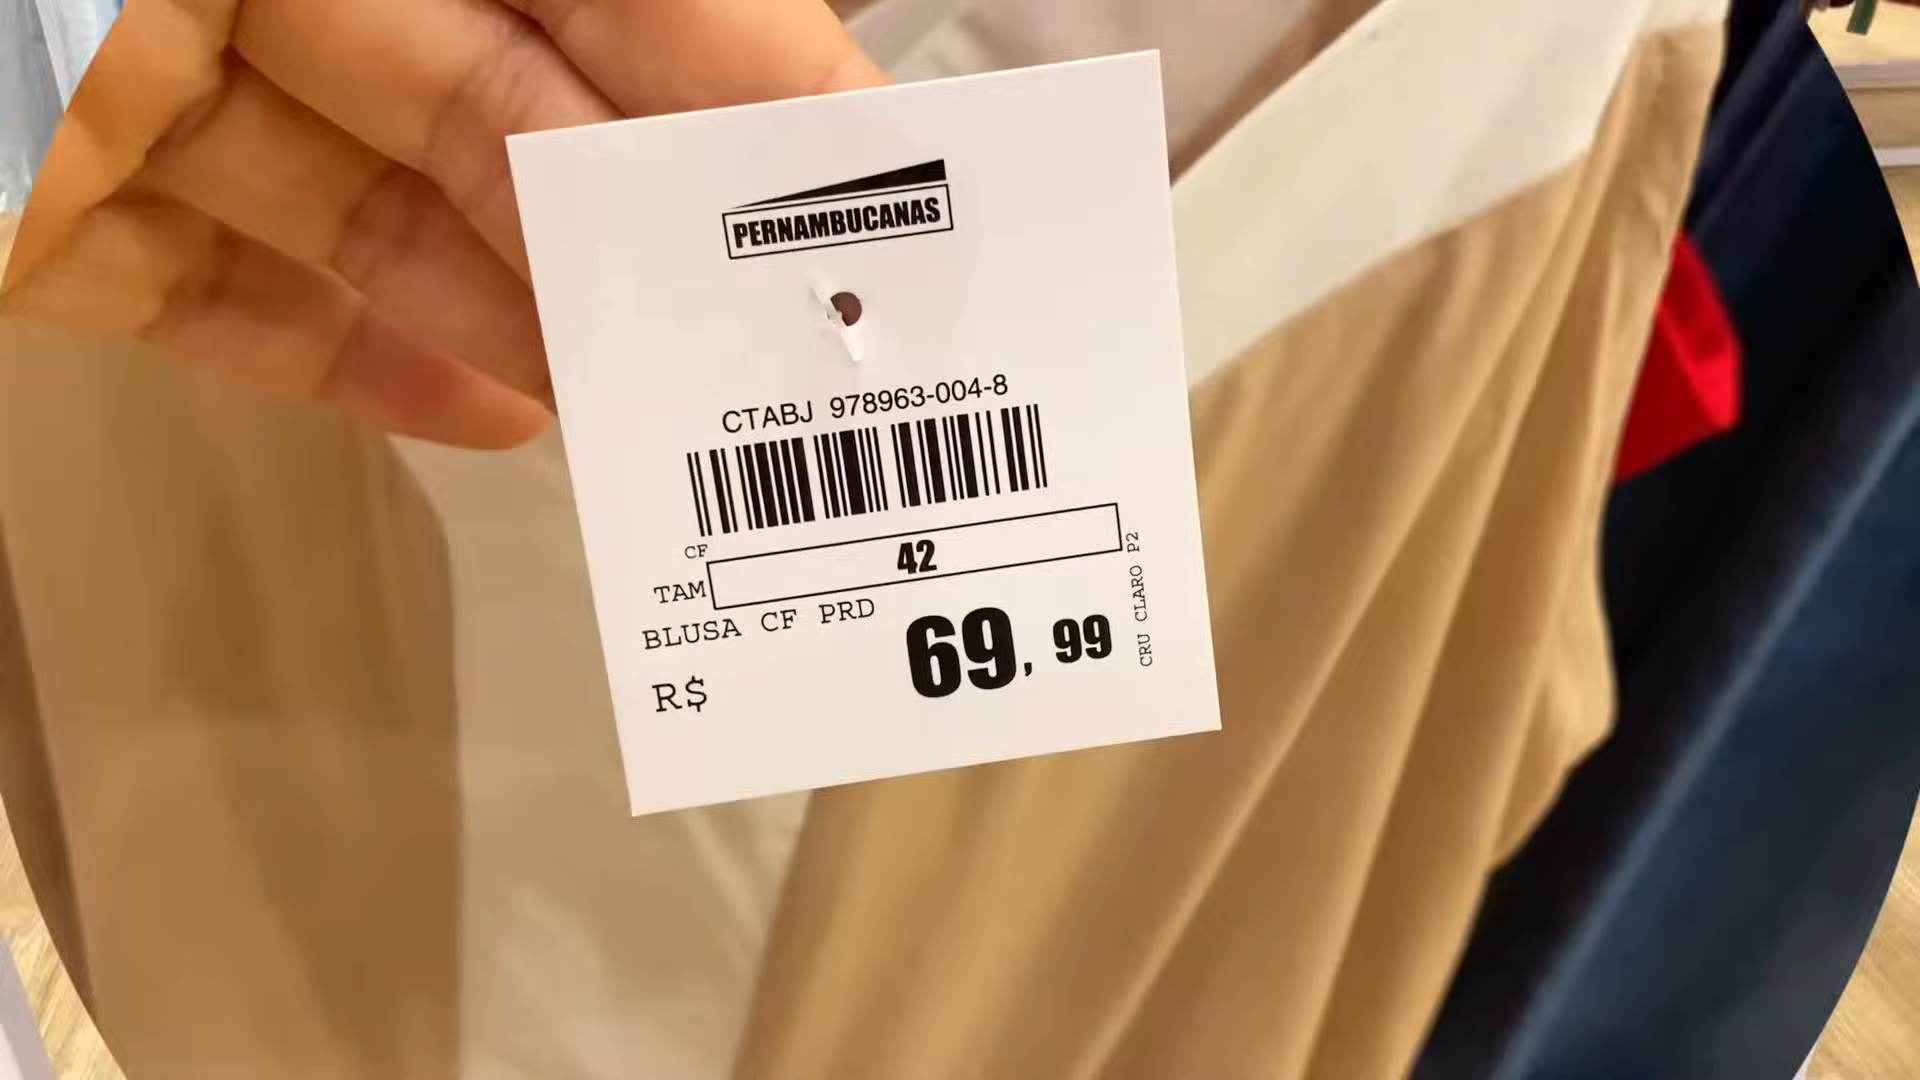 PERNAMBUCANAS
CTABJ 978963-004-8
CF
TAM 42
BLUSA CF PRD
R$ 69,99
CRU CLARO P2